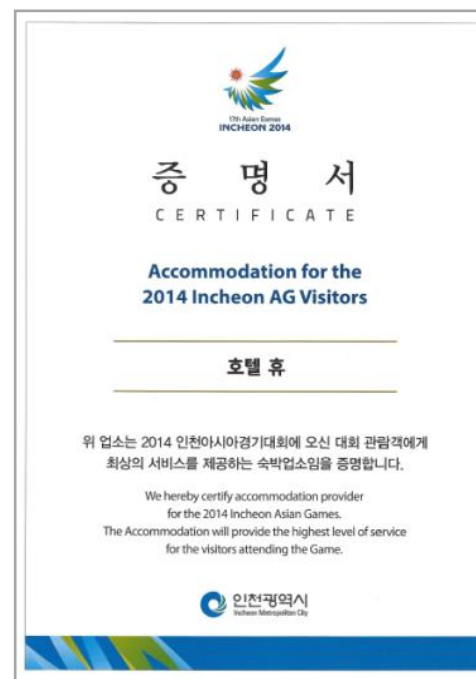 17th Asian Games
INCHEON 2014
증 명 서
CERTIFICATE
Accommodation for the
2014 Incheon AG Visitors
호텔 휴
위 업소는 2014 인천아시아경기대회에 오신 대회 관람객에게
최상의 서비스를 제공하는 숙박업소임을 증명합니다.
We hereby certify accommodation provider
for the 2014 Incheon Asian Games.
The Accommodation will provide the highest level of service
for the visitors attending the Game.
인천광역시
Incheon Metropolitan City